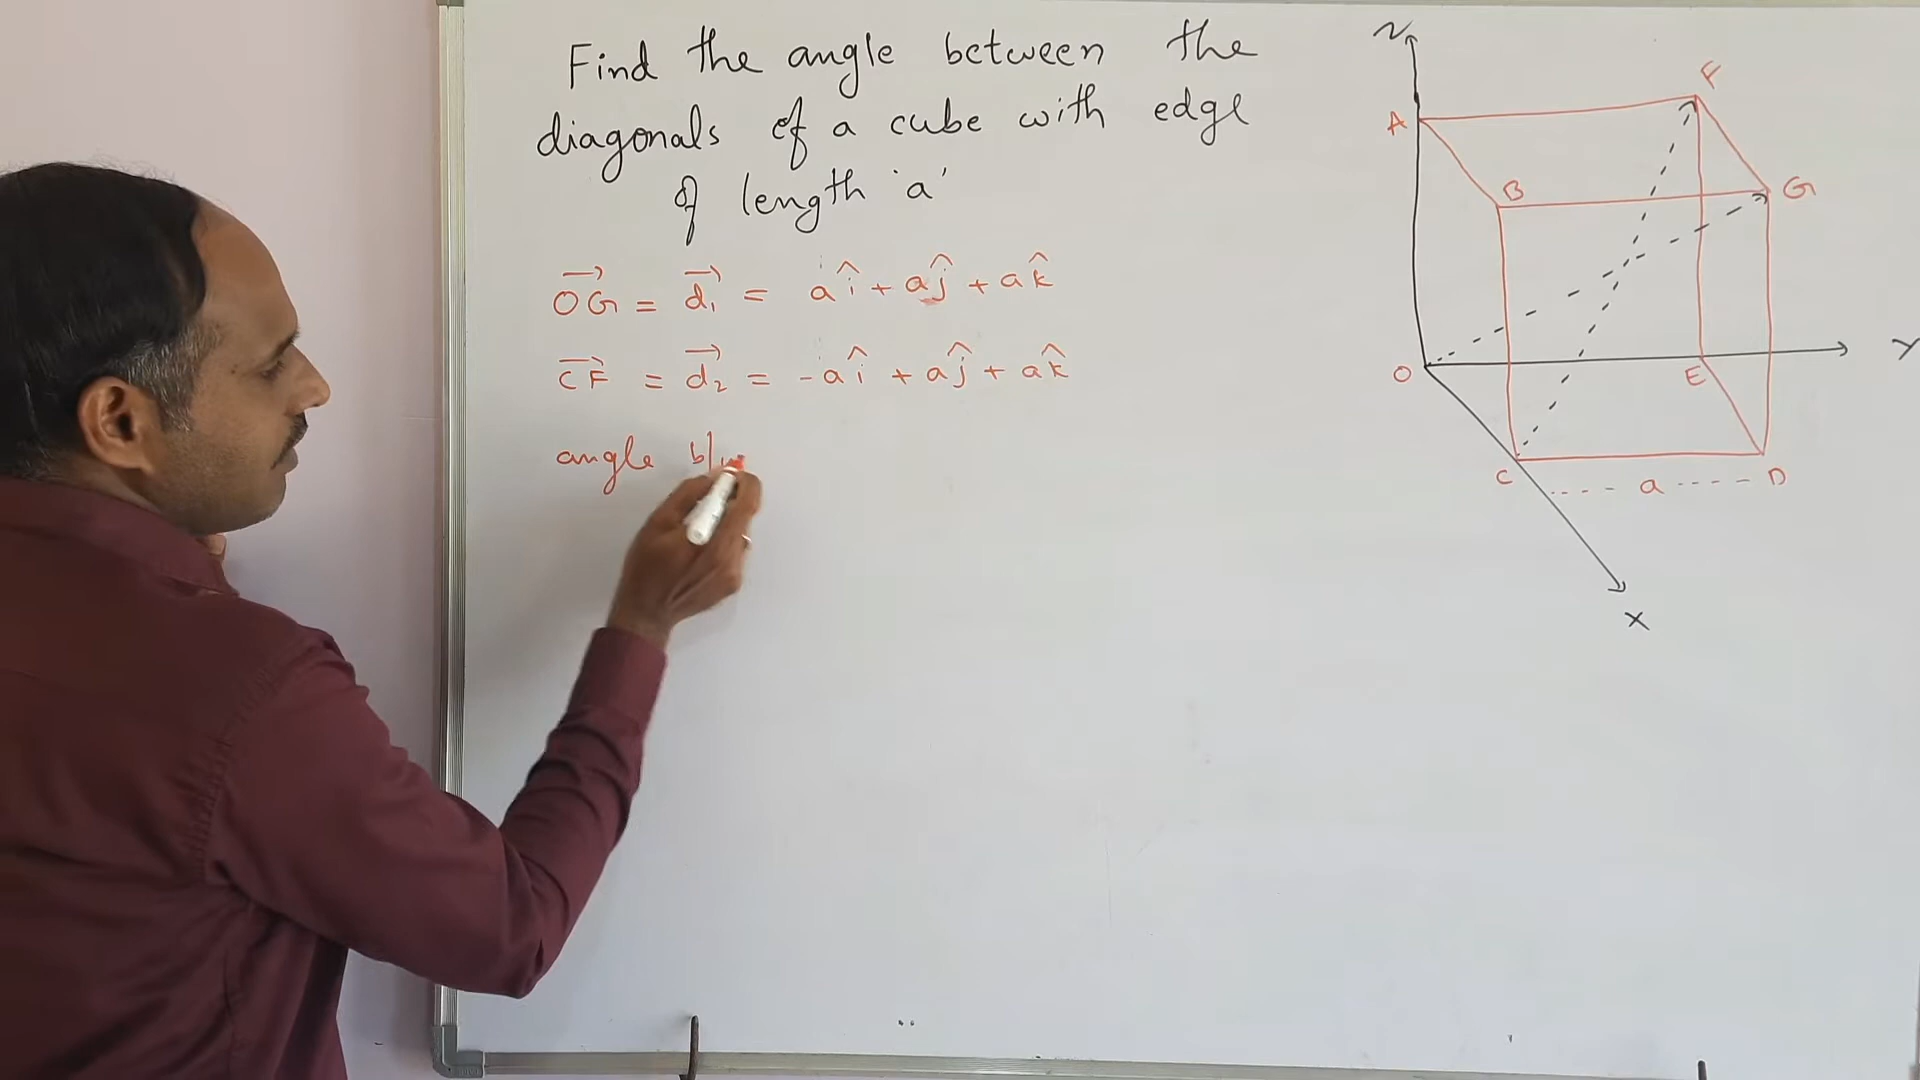 Find the angle between the
diagonals of a cube with edge
of length 'a'
→OG = →d₁ = aî + aĵ + ak̂
→CF = →d₂ = -aî + aĵ + ak̂
angle b/w
Z
F
A
B
G
Y
O
E
C
---- a ---- D
X